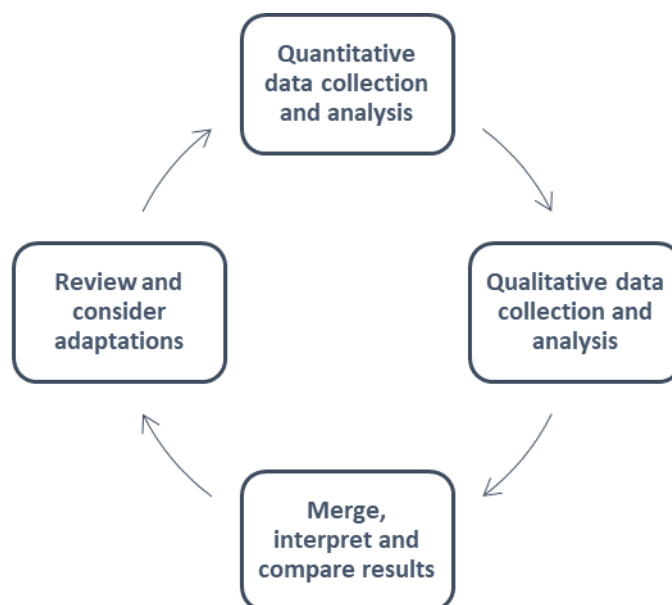 Quantitative
data collection
and analysis
Qualitative data
collection and
analysis
Merge,
interpret and
compare results
Review and
consider
adaptations